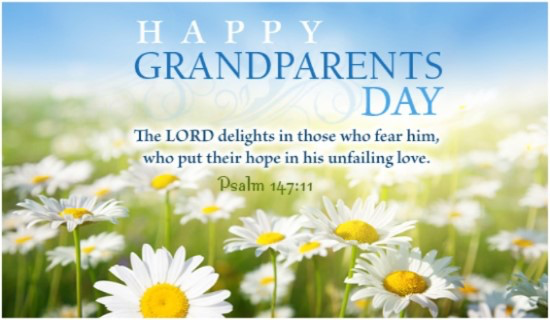 HAPPY
GRANDPARENTS
DAY
The LORD delights in those who fear him,
who put their hope in his unfailing love.
Psalm 147:11